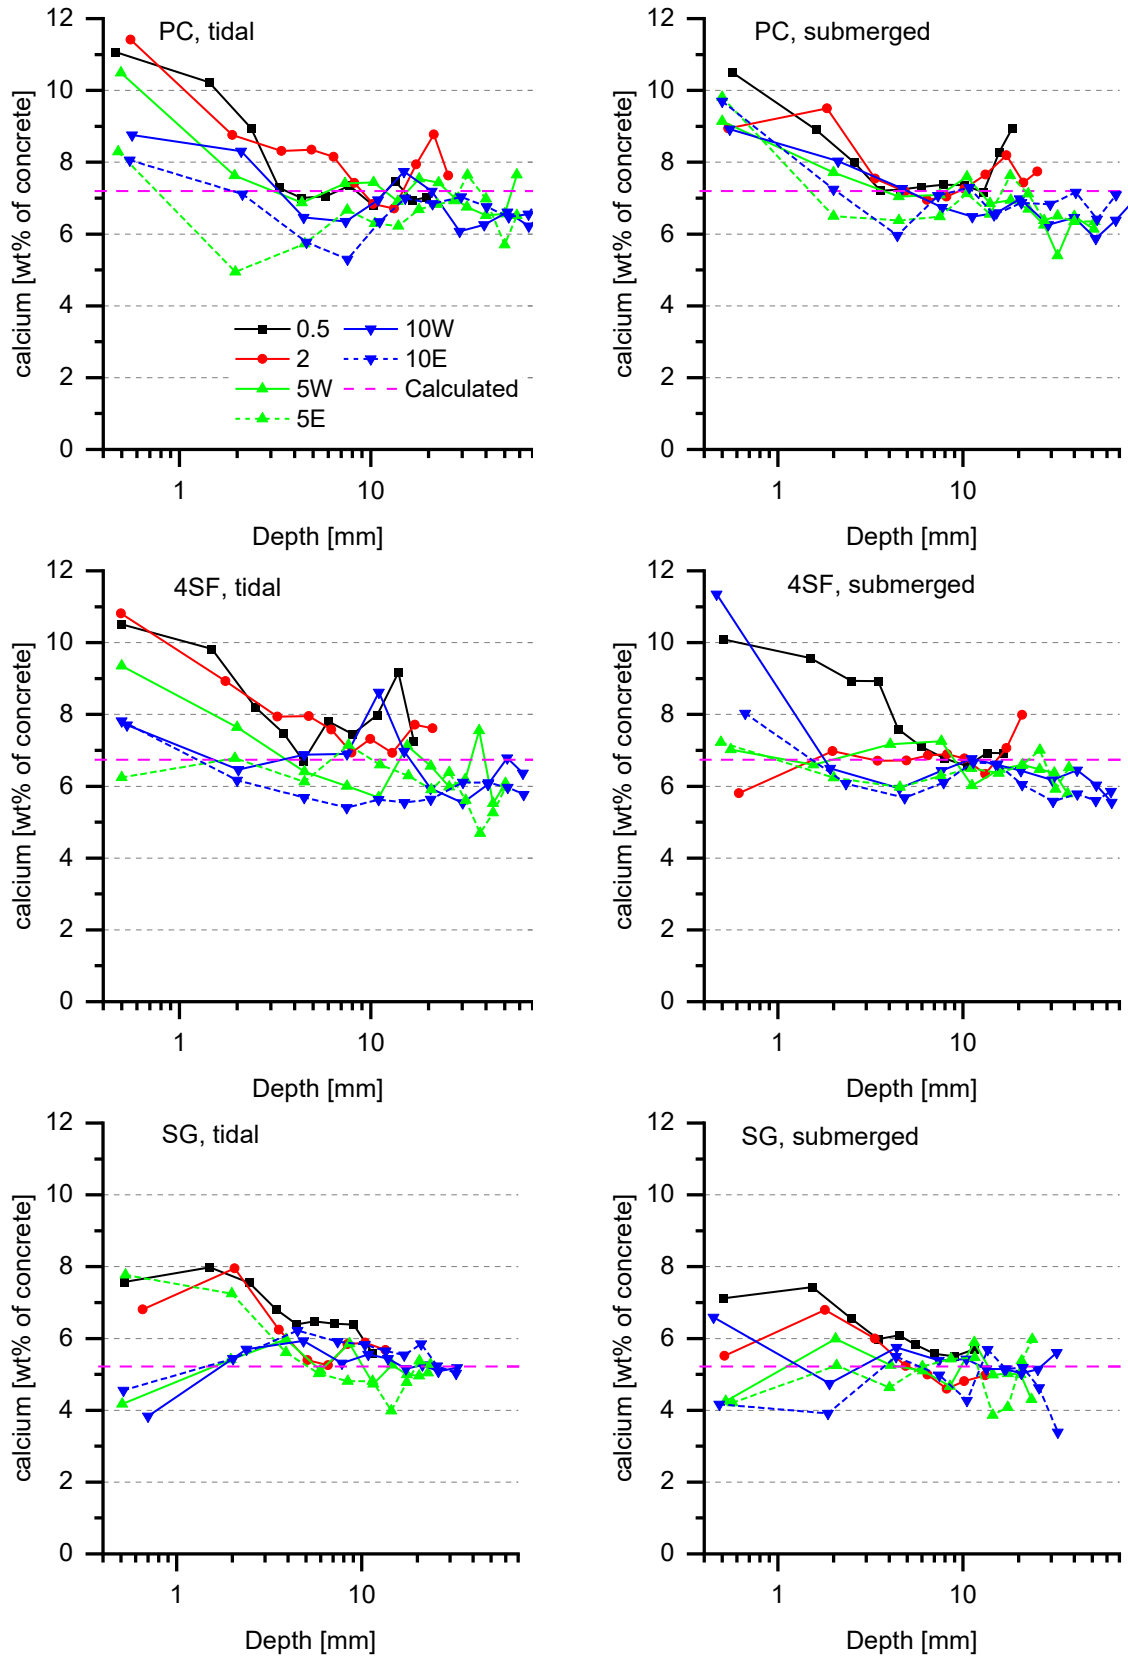 PC, tidal
calcium [wt% of concrete]
12
10
8
6
4
2
0
0.5
10W
2
10E
5W
Calculated
5E
1
10
Depth [mm]
PC, submerged
calcium [wt% of concrete]
12
10
8
6
4
2
0
1
10
Depth [mm]
4SF, tidal
calcium [wt% of concrete]
12
10
8
6
4
2
0
1
10
Depth [mm]
4SF, submerged
calcium [wt% of concrete]
12
10
8
6
4
2
0
1
10
Depth [mm]
SG, tidal
calcium [wt% of concrete]
12
10
8
6
4
2
0
1
10
Depth [mm]
SG, submerged
calcium [wt% of concrete]
12
10
8
6
4
2
0
1
10
Depth [mm]